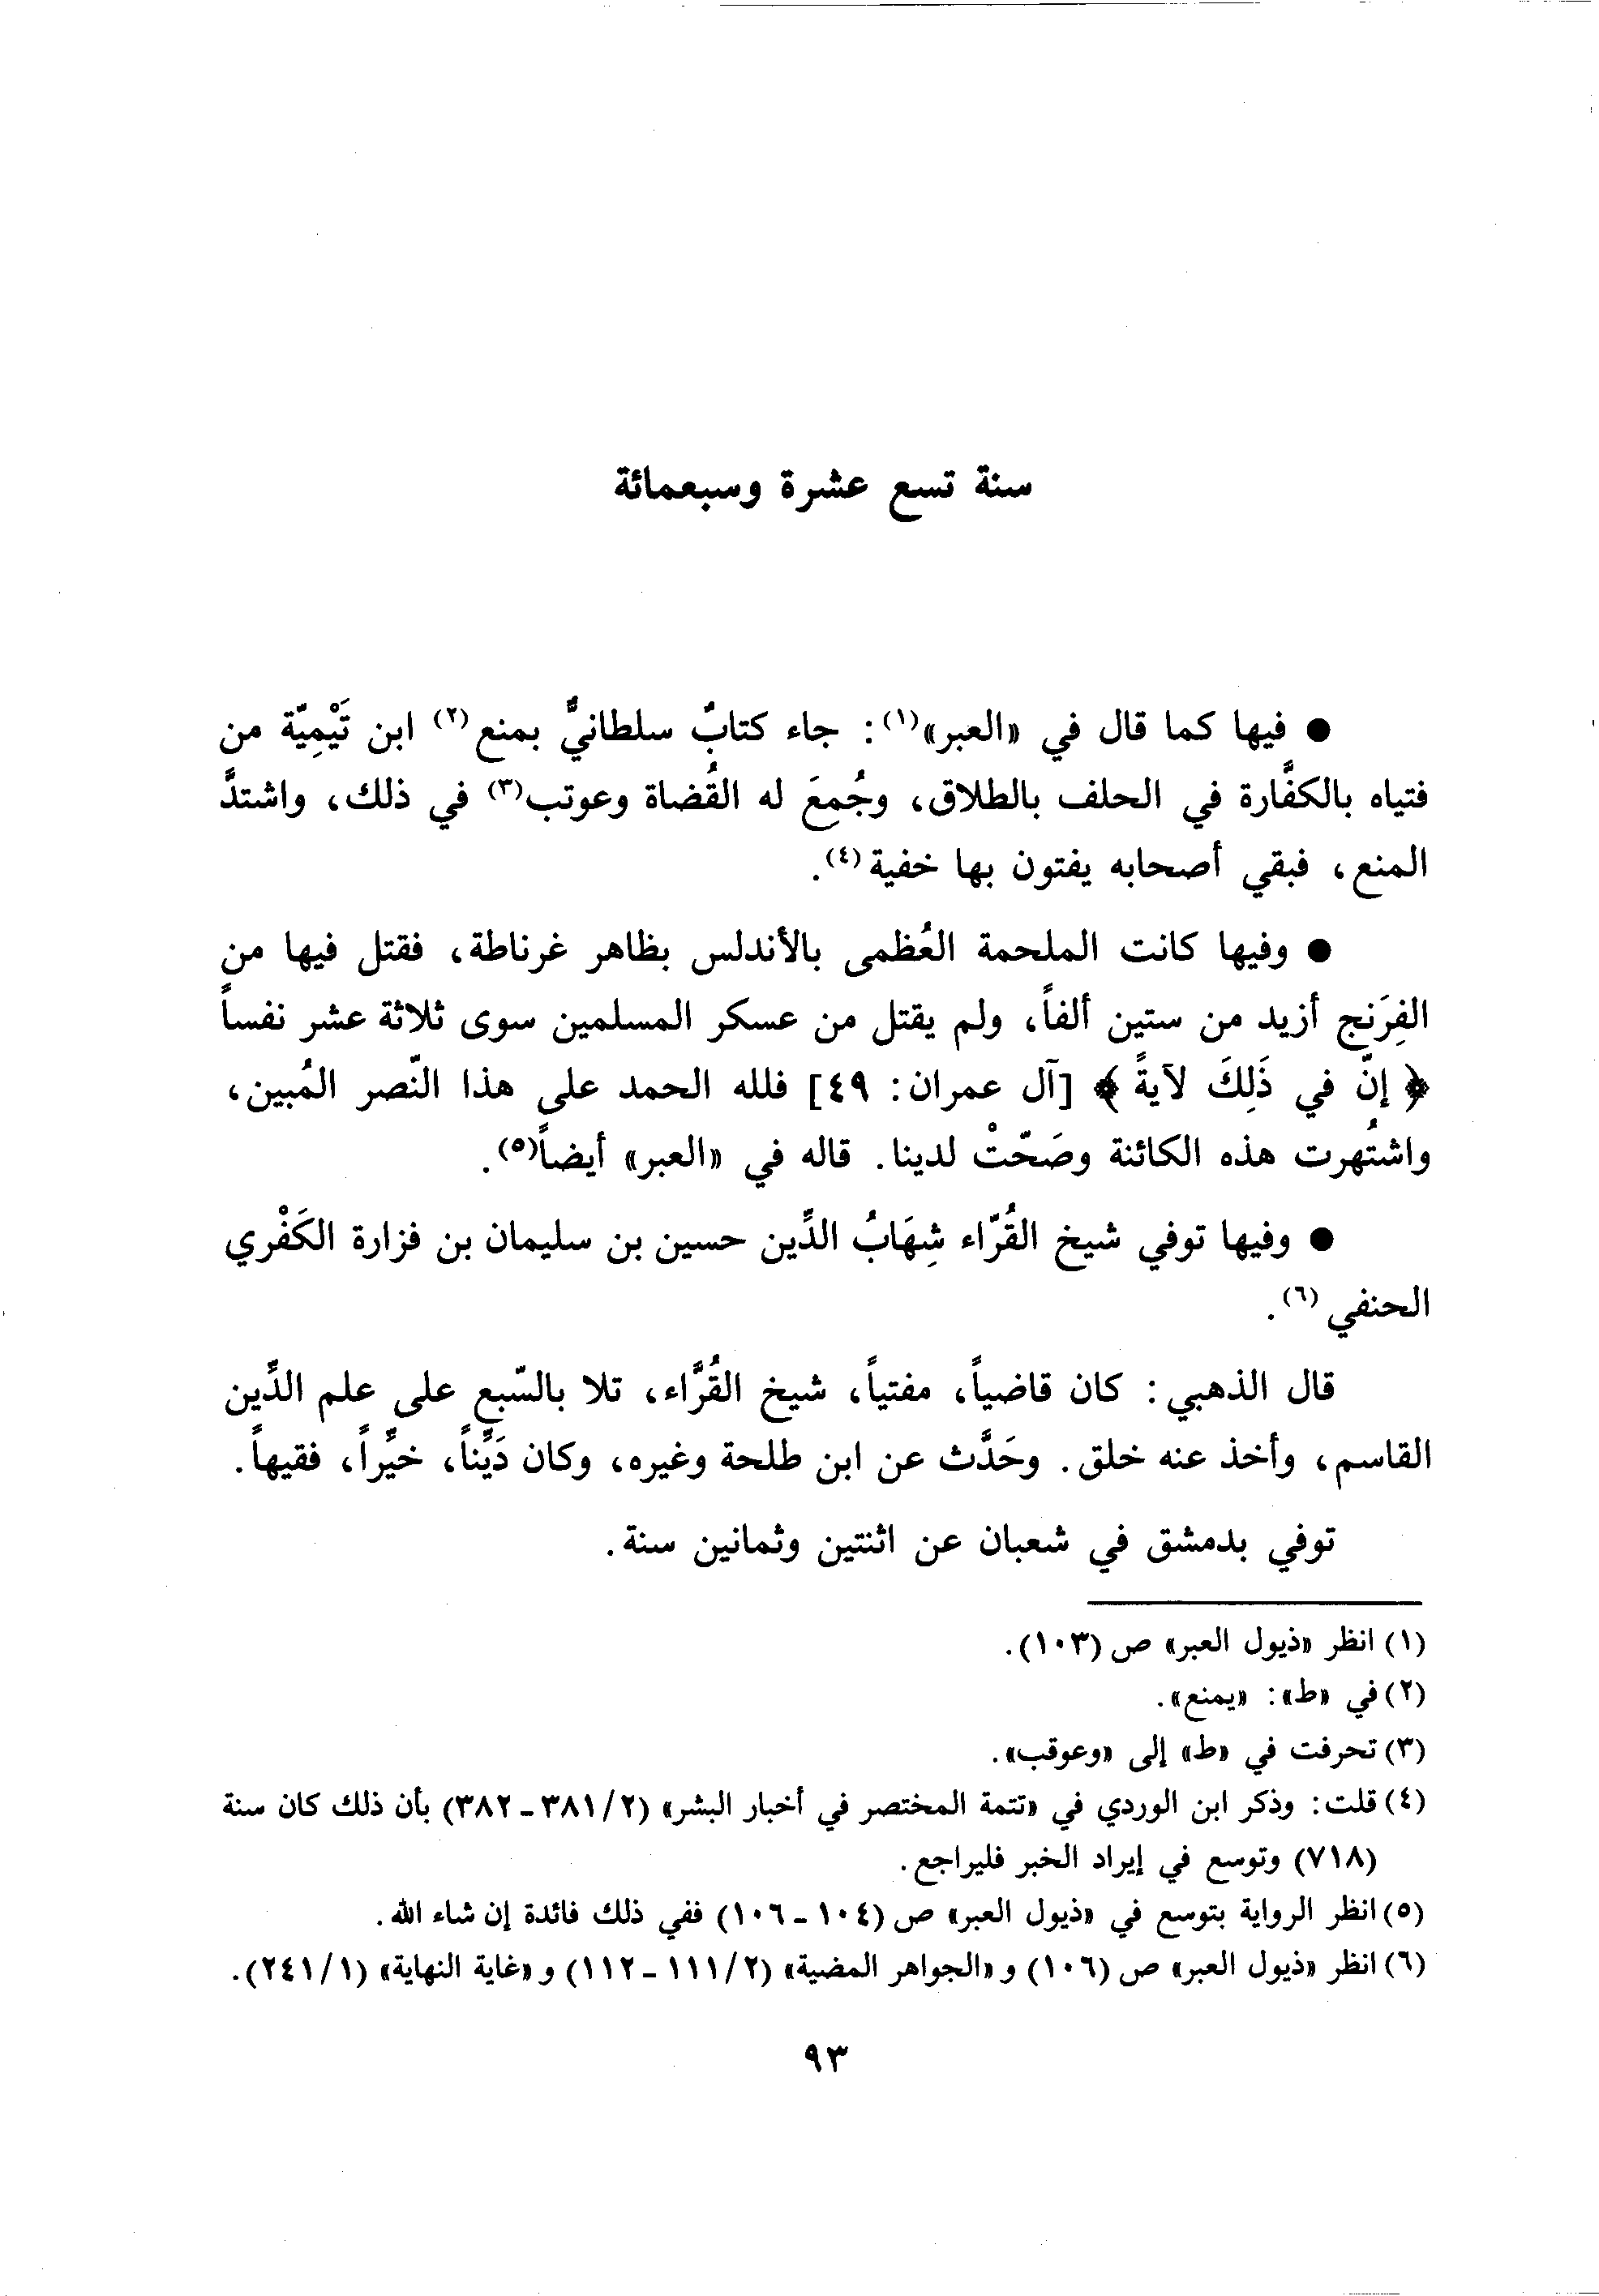 سنة تسع عشرة وسبعمائة
● فيها كما قال في «العبر»(١): جاء كتابٌ سلطانيٌّ بمنع(٢) ابن تَيْمِيّة من
فتياه بالكفَّارة في الحلف بالطلاق، وجُمعَ له القُضاة وعوتب(٣) في ذلك، واشتدَّ
المنع، فبقي أصحابه يفتون بها خفية(٤).
● وفيها كانت الملحمة العُظمى بالأندلس بظاهر غرناطة، فقتل فيها من
الفِرَنج أزيد من ستين ألفاً، ولم يقتل من عسكر المسلمين سوى ثلاثة عشر نفساً
﴿ إنّ في ذَلِكَ لآيةً ﴾ [آل عمران: ٤٩] فلله الحمد على هذا النّصر المُبين،
واشتُهرت هذه الكائنة وصَحّتْ لدينا. قاله في «العبر» أيضاً(٥).
● وفيها توفي شيخ القُرّاء شِهَابُ الدِّين حسين بن سليمان بن فزارة الكَفْري
الحنفي(٦).
قال الذهبي: كان قاضياً، مفتياً، شيخ القُرَّاء، تلا بالسّبع على علم الدِّين
القاسم، وأخذ عنه خلق. وحَدَّث عن ابن طلحة وغيره، وكان دَيِّناً، خيِّراً، فقيهاً.
توفي بدمشق في شعبان عن اثنتين وثمانين سنة.
(١) انظر «ذيول العبر» ص (١٠٣).
(٢) في «ط»: «يمنع».
(٣) تحرفت في «ط» إلى «وعوقب».
(٤) قلت: وذكر ابن الوردي في «تتمة المختصر في أخبار البشر» (٢/ ٣٨١ـ ٣٨٢) بأن ذلك كان سنة
(٧١٨) وتوسع في إيراد الخبر فليراجع.
(٥) انظر الرواية بتوسع في «ذيول العبر» ص (١٠٤ـ ١٠٦) ففي ذلك فائدة إن شاء الله.
(٦) انظر «ذيول العبر» ص (١٠٦) و «الجواهر المضية» (٢/ ١١١ـ ١١٢) و «غاية النهاية» (١/ ٢٤١).
٩٣